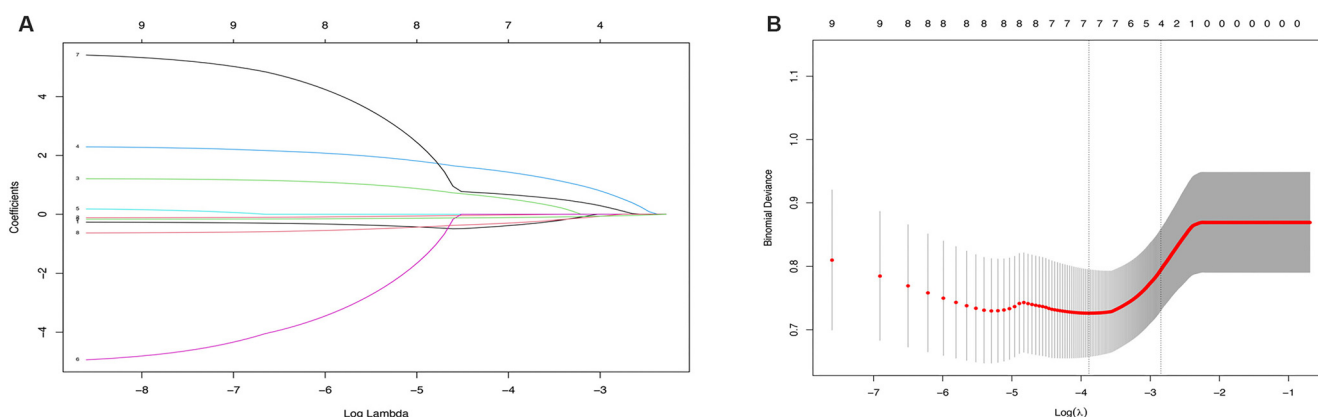 A
9 9 8 8 7 4
Coefficients
4
2
0
−2
−4
7
4
3
5
8
6
−8 −7 −6 −5 −4 −3
Log Lambda
B
9 9 8 8 8 8 8 8 8 8 7 7 7 7 7 6 5 4 2 1 0 0 0 0 0 0 0
Binomial Deviance
1.1
1.0
0.9
0.8
0.7
−7 −6 −5 −4 −3 −2 −1
Log(λ)